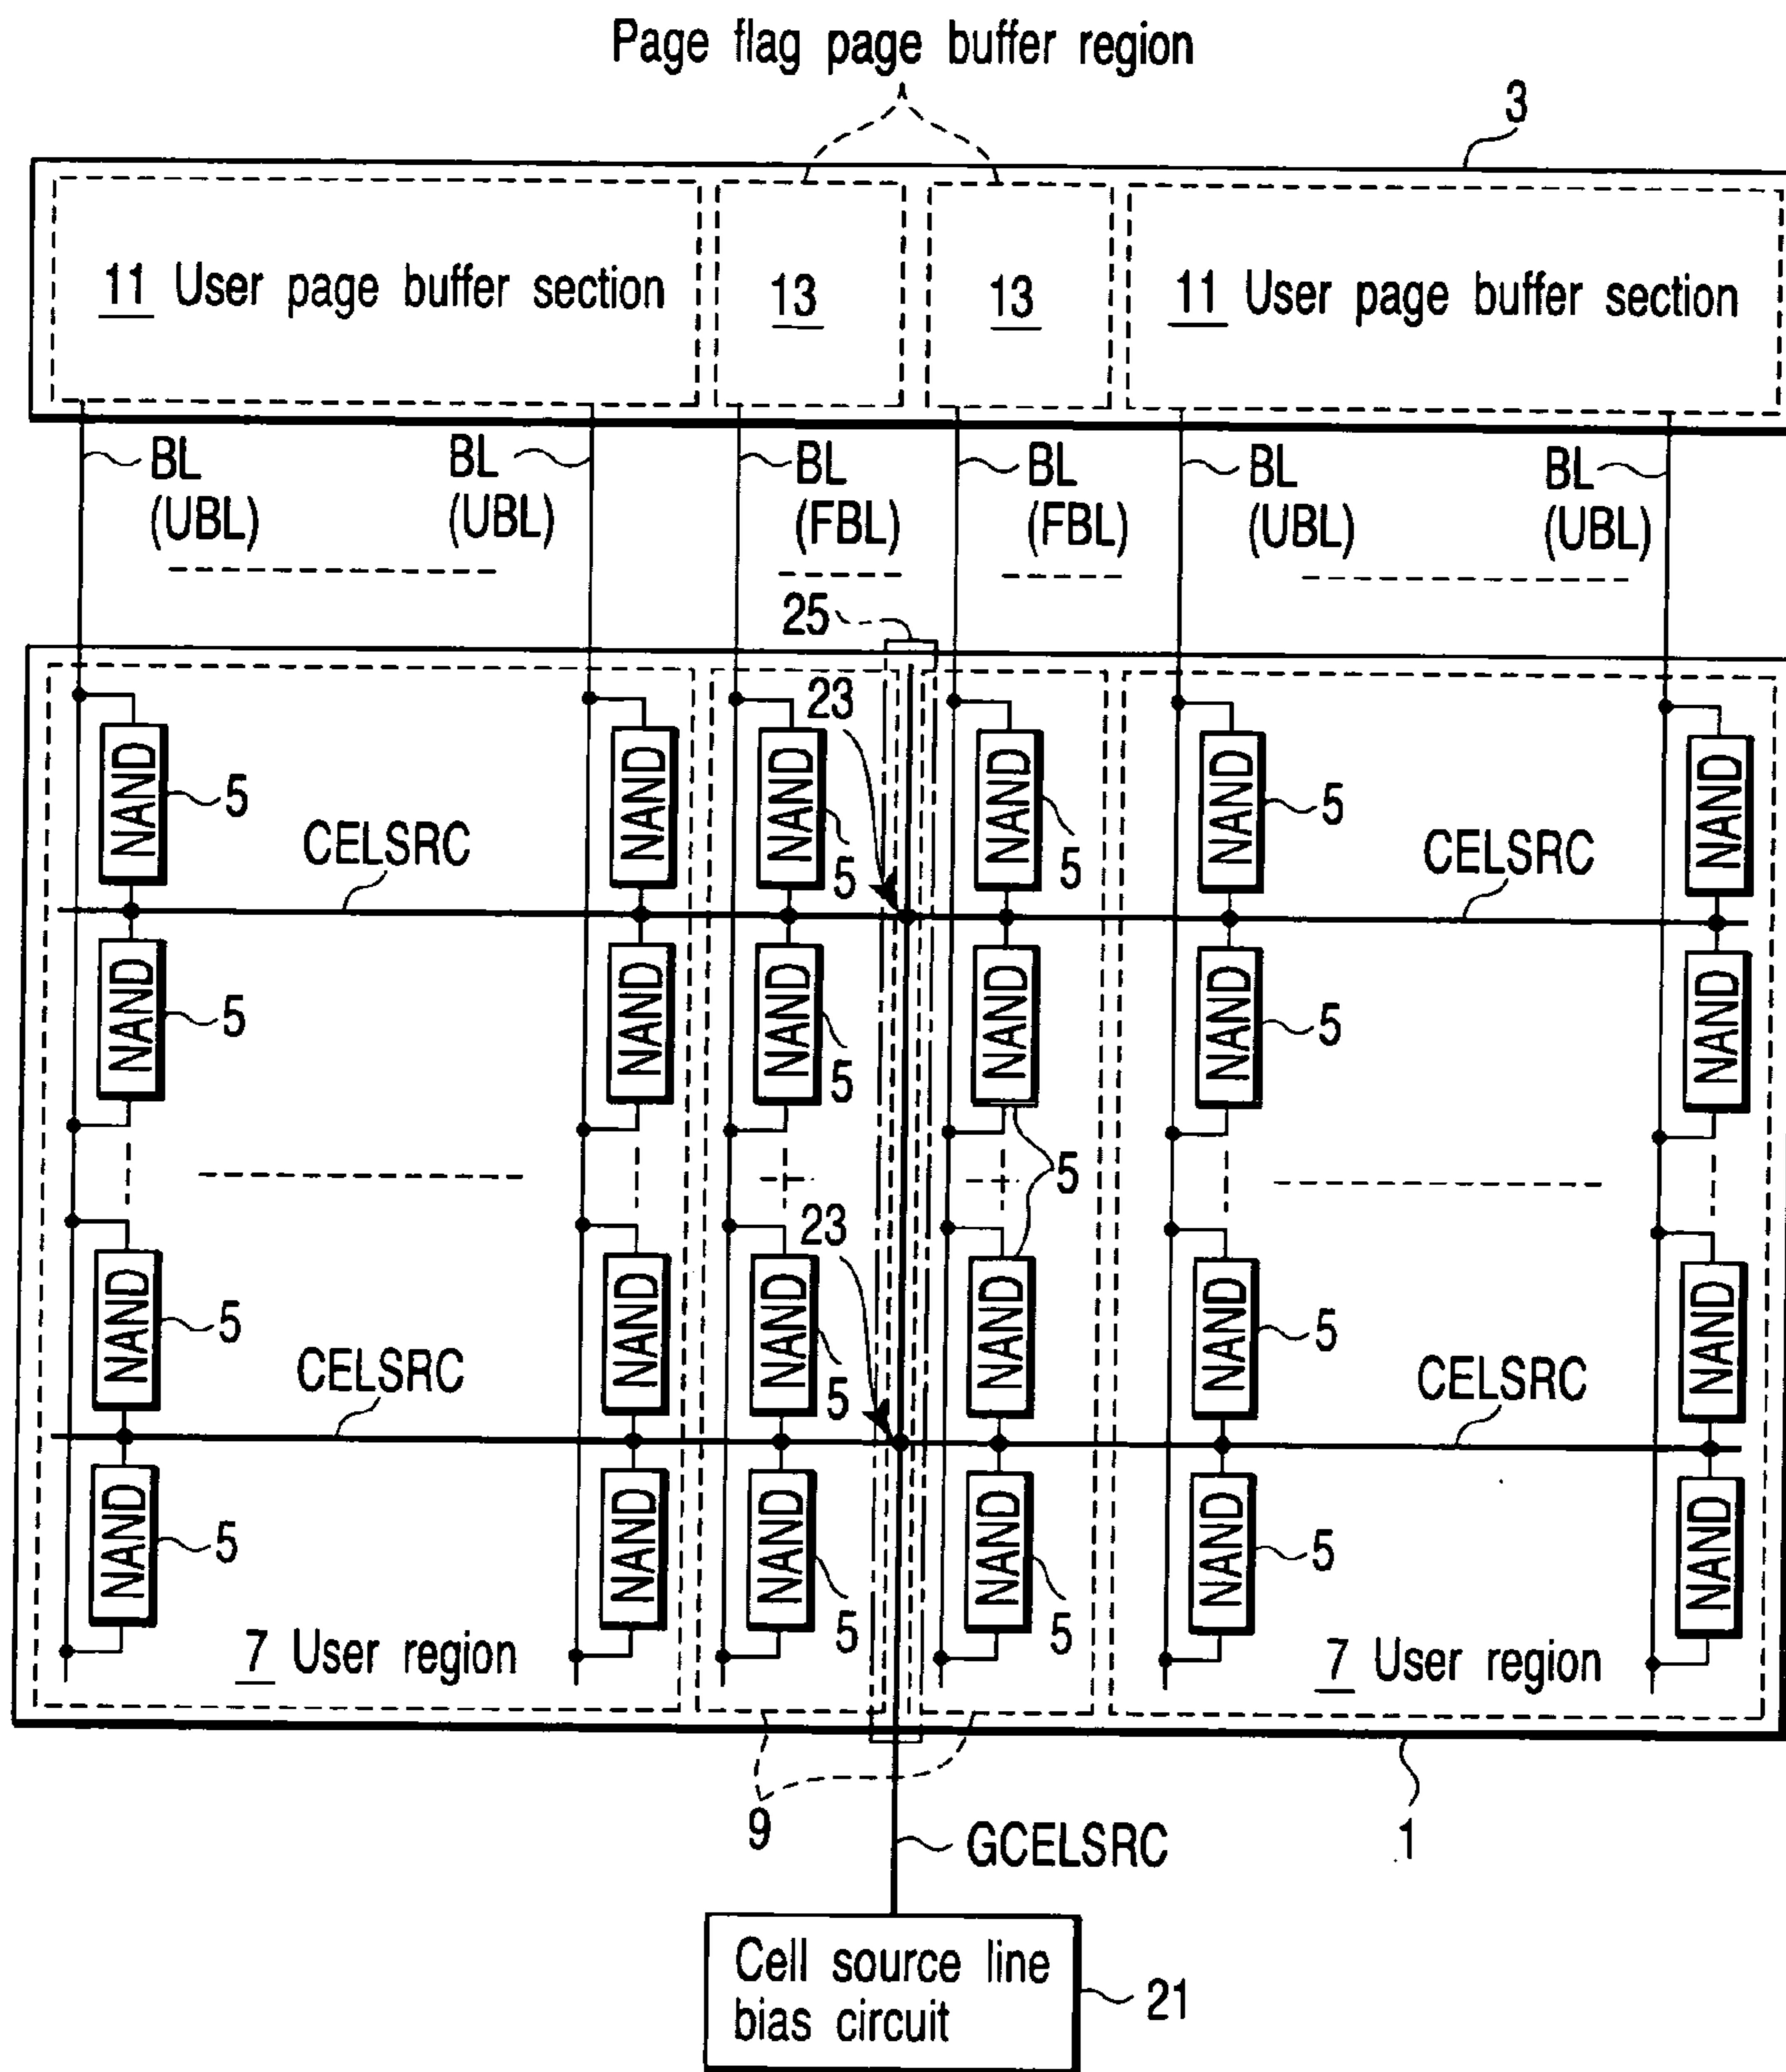 Page flag page buffer region
3
11 User page buffer section
13
13
11 User page buffer section
BL
(UBL)
BL
(UBL)
BL
(FBL)
BL
(FBL)
BL
(UBL)
BL
(UBL)
25
23
NAND
5
NAND
NAND
5
NAND
5
NAND
5
NAND
CELSRC
CELSRC
NAND
5
NAND
NAND
5
NAND
NAND
5
NAND
5
23
NAND
5
NAND
NAND
5
NAND
NAND
5
NAND
CELSRC
CELSRC
NAND
5
NAND
NAND
5
NAND
5
NAND
5
NAND
7 User region
7 User region
9
1
GCELSRC
Cell source line
bias circuit
21